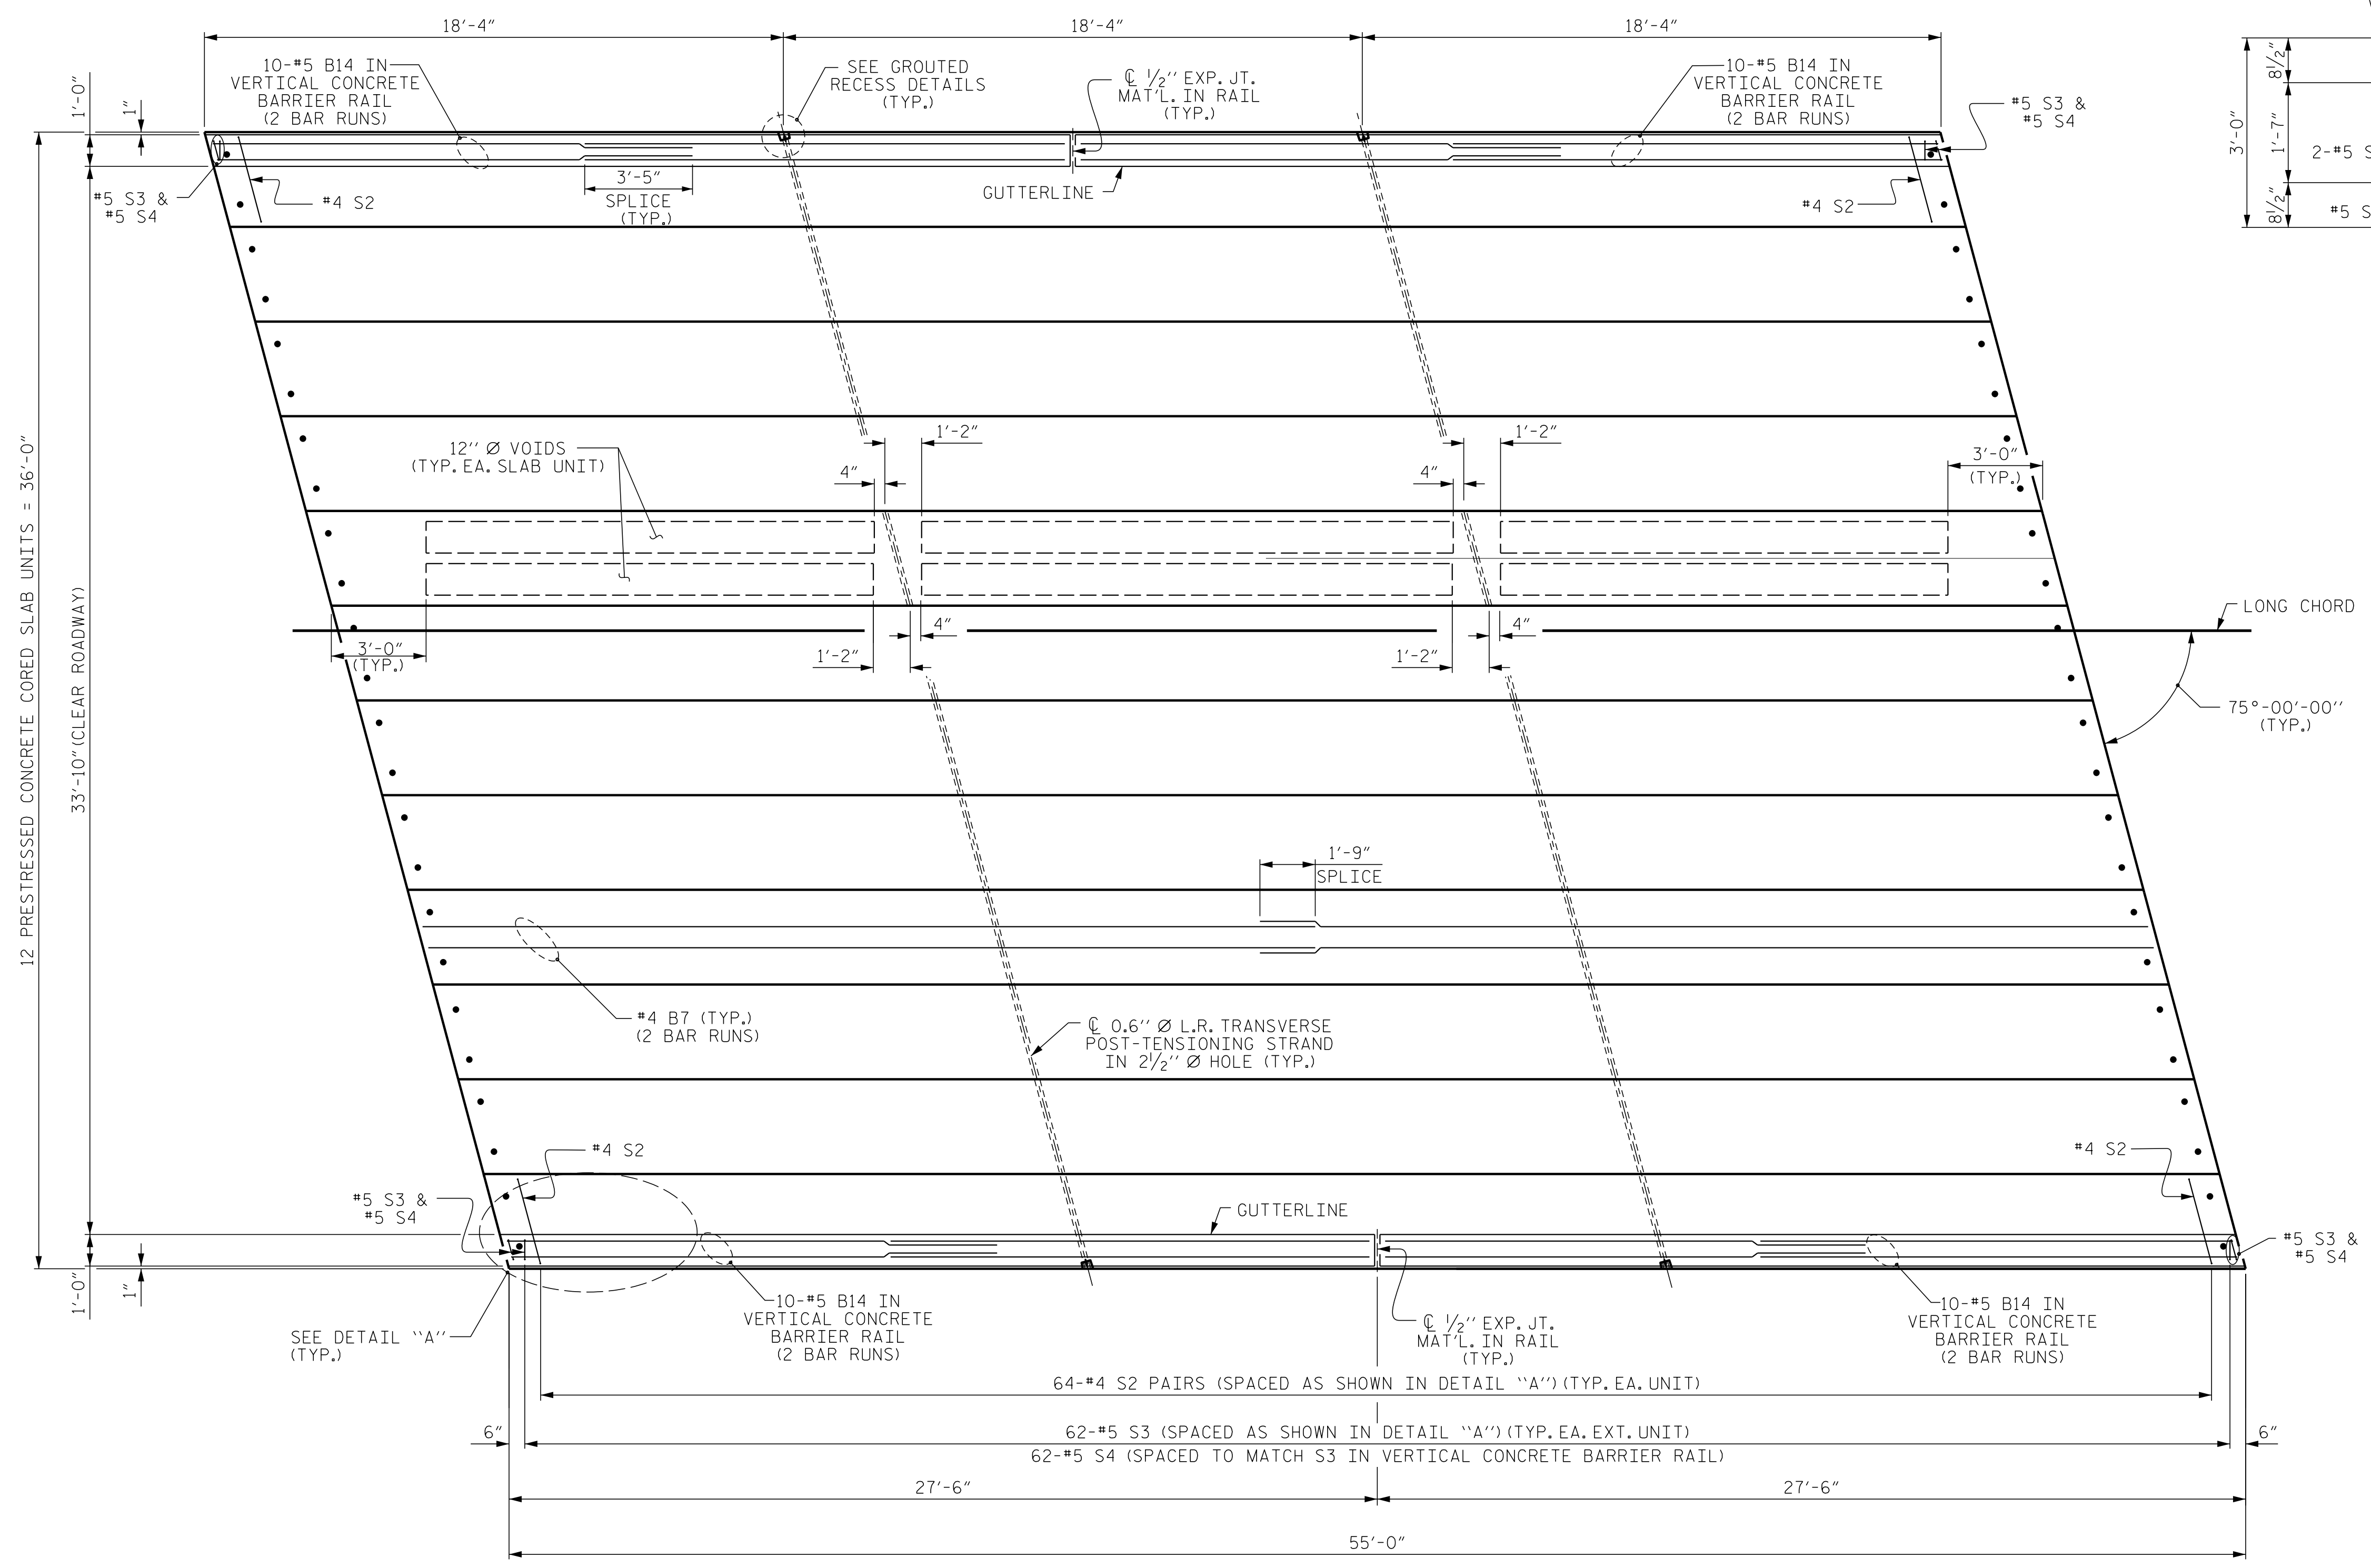 18'-4"
18'-4"
18'-4"
10-#5 B14 IN
VERTICAL CONCRETE
BARRIER RAIL
(2 BAR RUNS)
SEE GROUTED
RECESS DETAILS
(TYP.)
℄ 1/2'' EXP. JT.
MAT'L. IN RAIL
(TYP.)
10-#5 B14 IN
VERTICAL CONCRETE
BARRIER RAIL
(2 BAR RUNS)
#5 S3 &
#5 S4
1'-0"
1"
8 1/2"
3'-0"
1'-7"
2-#5 S
8 1/2"
#5 S
#5 S3 &
#5 S4
#4 S2
3'-5"
SPLICE
(TYP.)
GUTTERLINE
#4 S2
12'' Ø VOIDS
(TYP. EA. SLAB UNIT)
1'-2"
4"
1'-2"
4"
3'-0"
(TYP.)
12 PRESTRESSED CONCRETE CORED SLAB UNITS = 36'-0"
33'-10" (CLEAR ROADWAY)
LONG CHORD
3'-0"
(TYP.)
4"
1'-2"
4"
1'-2"
75°-00'-00''
(TYP.)
1'-9"
SPLICE
#4 B7 (TYP.)
(2 BAR RUNS)
℄ 0.6'' Ø L.R. TRANSVERSE
POST-TENSIONING STRAND
IN 2 1/2'' Ø HOLE (TYP.)
#4 S2
#4 S2
#5 S3 &
#5 S4
GUTTERLINE
#5 S3 &
#5 S4
1'-0"
1"
SEE DETAIL "A"
(TYP.)
10-#5 B14 IN
VERTICAL CONCRETE
BARRIER RAIL
(2 BAR RUNS)
℄ 1/2'' EXP. JT.
MAT'L. IN RAIL
(TYP.)
10-#5 B14 IN
VERTICAL CONCRETE
BARRIER RAIL
(2 BAR RUNS)
64-#4 S2 PAIRS (SPACED AS SHOWN IN DETAIL "A") (TYP. EA. UNIT)
6"
62-#5 S3 (SPACED AS SHOWN IN DETAIL "A") (TYP. EA. EXT. UNIT)
6"
62-#5 S4 (SPACED TO MATCH S3 IN VERTICAL CONCRETE BARRIER RAIL)
27'-6"
27'-6"
55'-0"